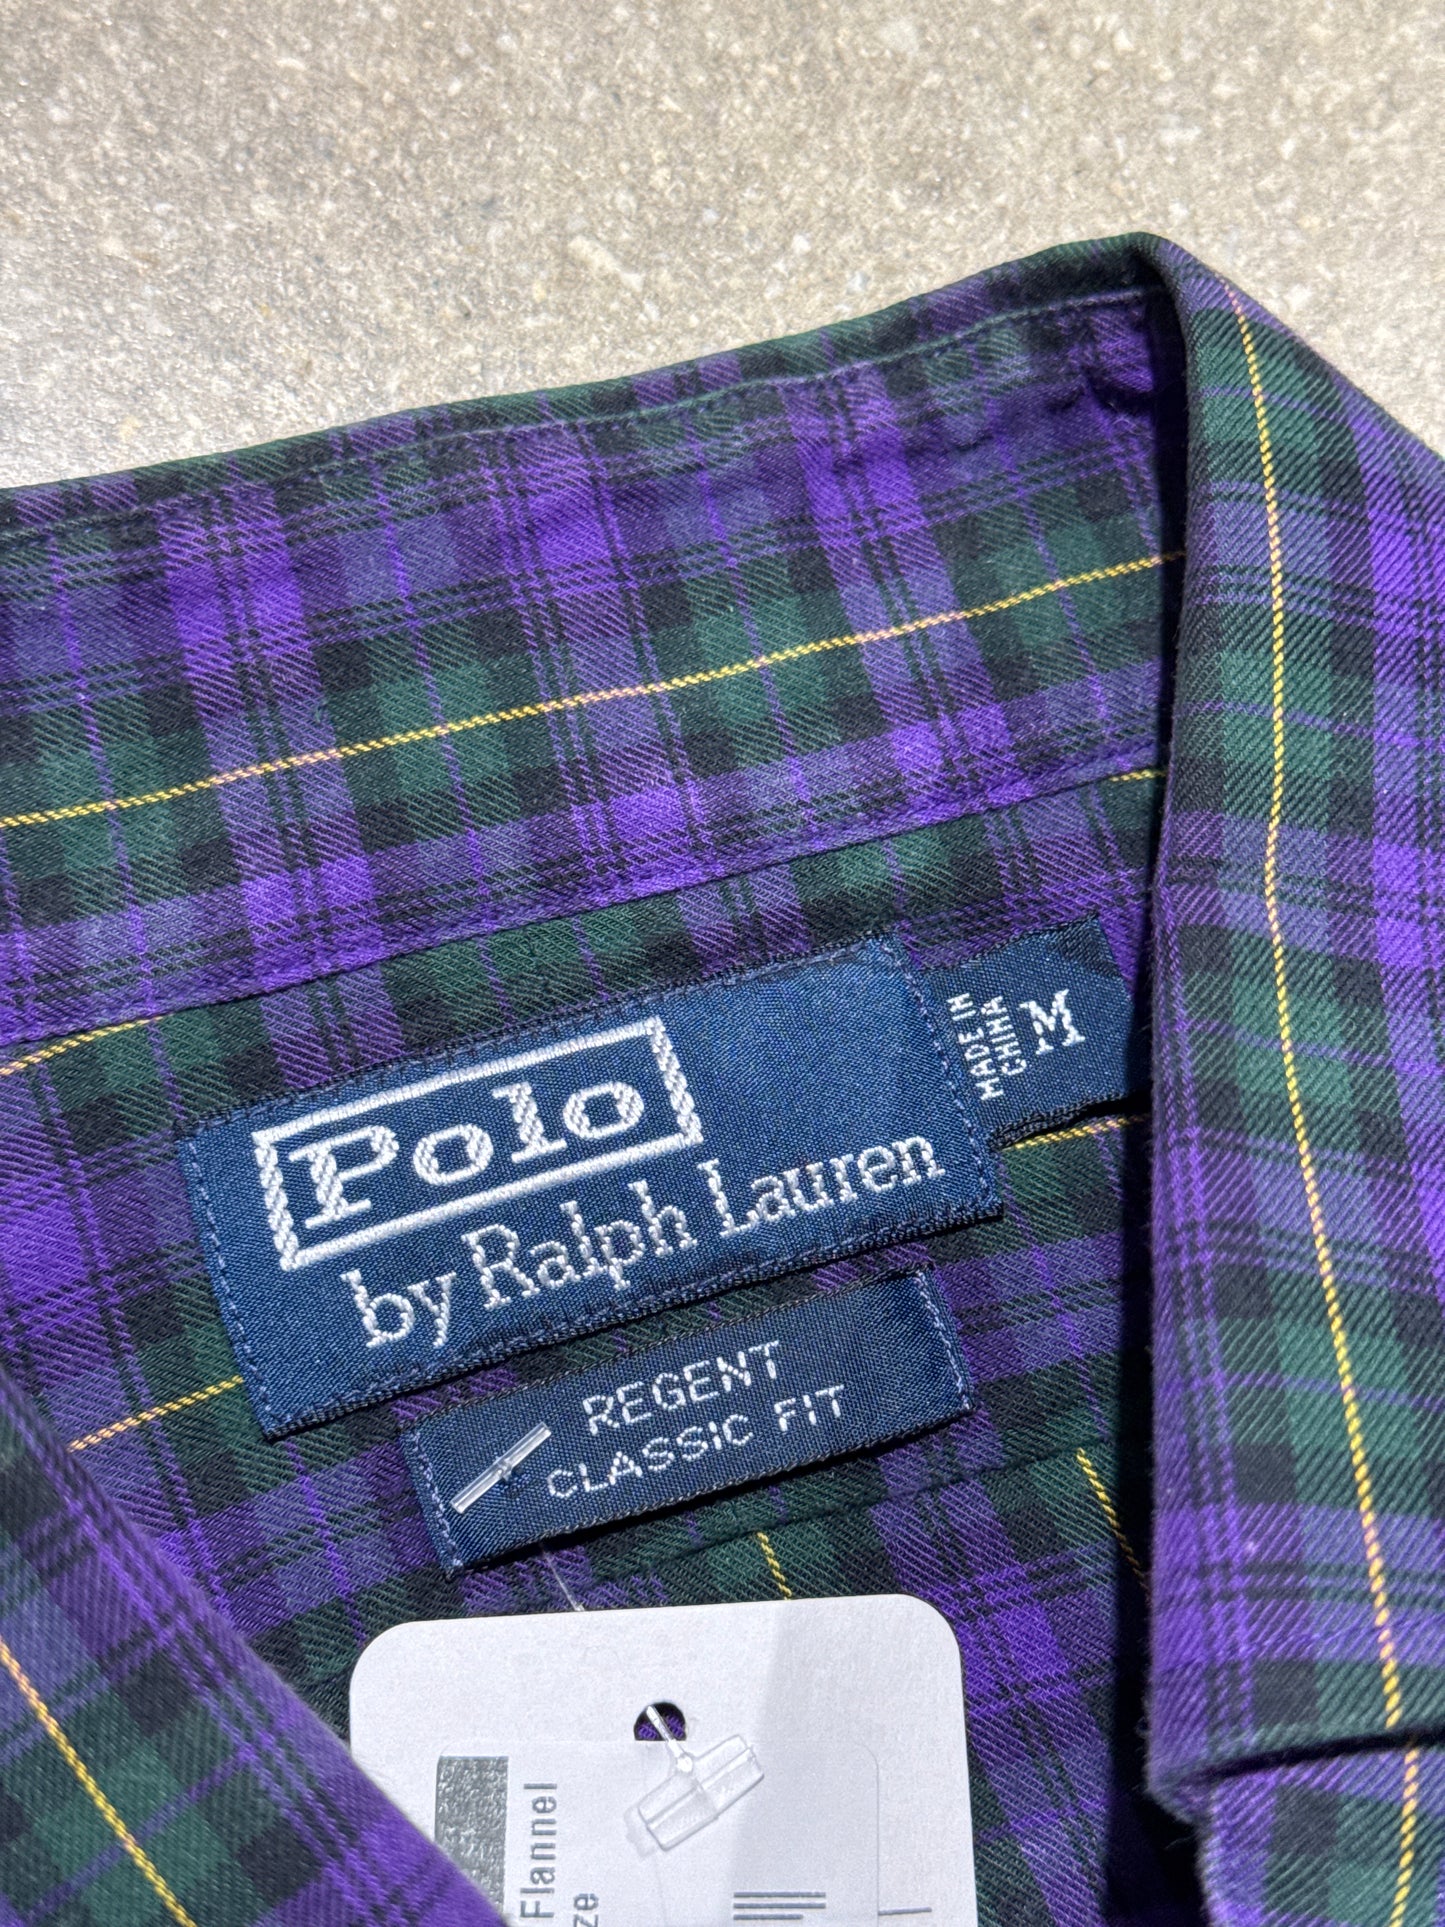 Polo
by Ralph Lauren
MADE IN
CHINA
M
REGENT
CLASSIC FIT
Flannel